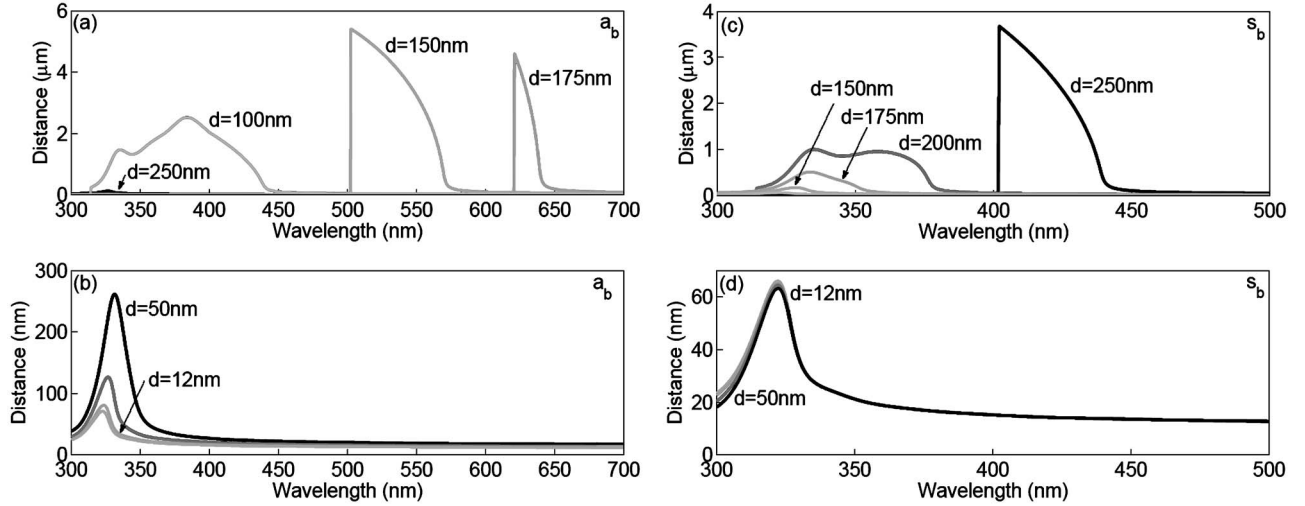 (a)
a_b
6
4
2
0
Distance (μm)
d=100nm
d=250nm
d=150nm
d=175nm
300 350 400 450 500 550 600 650 700
Wavelength (nm)
(c)
s_b
4
3
2
1
0
Distance (μm)
d=150nm
d=175nm
d=200nm
d=250nm
300 350 400 450 500
Wavelength (nm)
(b)
a_b
300
200
100
0
Distance (nm)
d=50nm
d=12nm
300 350 400 450 500 550 600 650 700
Wavelength (nm)
(d)
s_b
60
40
20
0
Distance (nm)
d=12nm
d=50nm
300 350 400 450 500
Wavelength (nm)